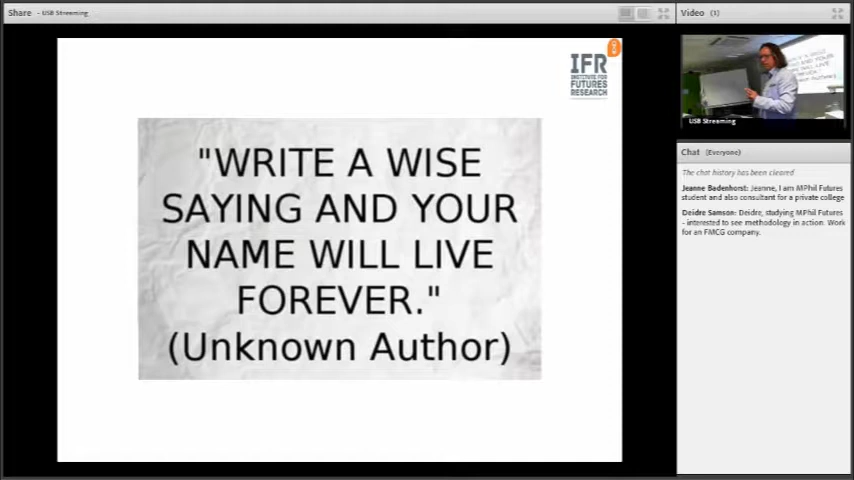 Share - USB Streaming
IFR
INSTITUTE FOR
FUTURES
RESEARCH
"WRITE A WISE
SAYING AND YOUR
NAME WILL LIVE
FOREVER."
(Unknown Author)
Video (1)
USB Streaming
Chat (Everyone)
The chat history has been cleared
Jeanne Badenhorst: Jeanne, I am MPhil Futures
student and also consultant for a private college
Deidre Samson: Deidre, studying MPhil Futures
- interested to see methodology in action. Work
for an FMCG company.